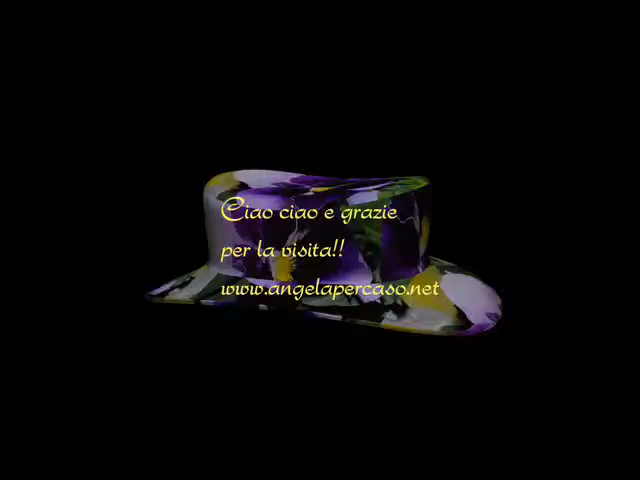 Ciao ciao e grazie
per la visita!!
www.angelapercaso.net